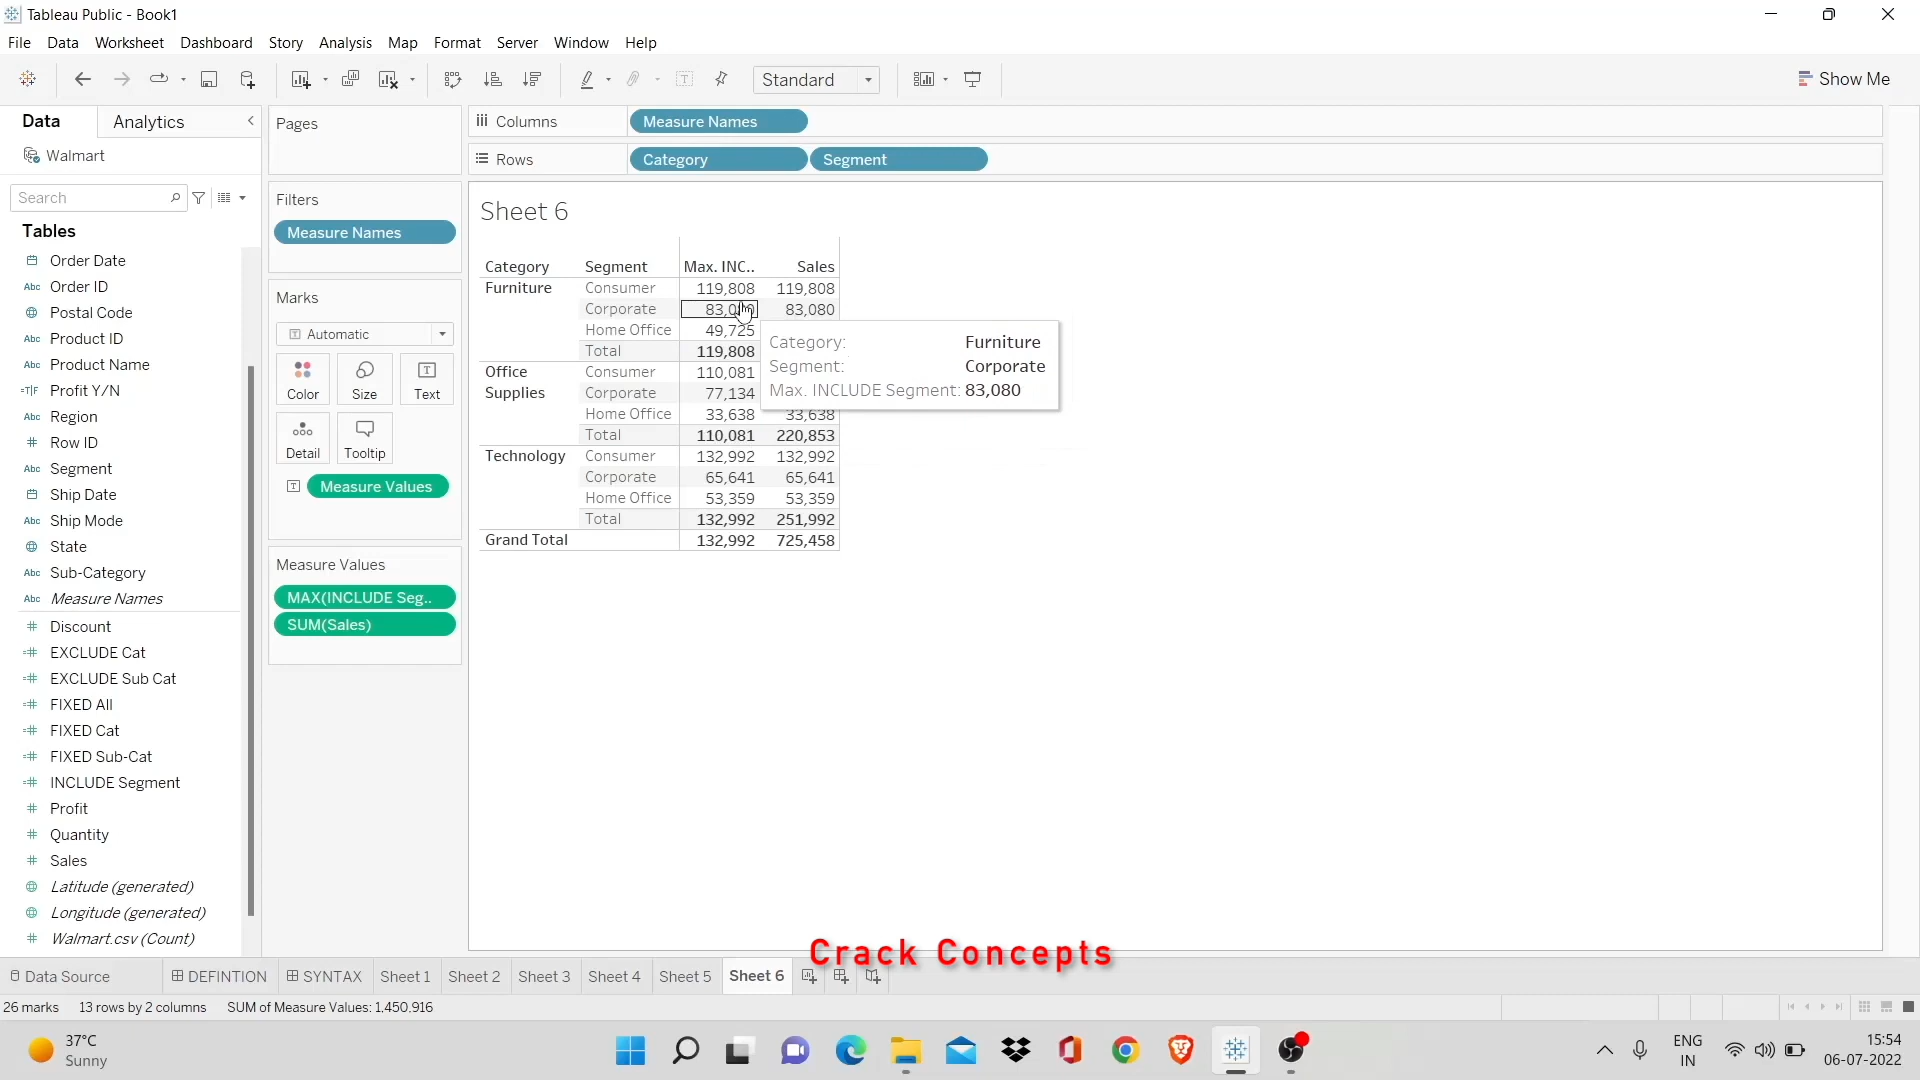 Tableau Public - Book1
File Data Worksheet Dashboard Story Analysis Map Format Server Window Help
Standard
Show Me
Data Analytics
Walmart
Search
Tables
Order Date
Abc Order ID
Postal Code
Abc Product ID
Abc Product Name
=T|F Profit Y/N
Abc Region
# Row ID
Abc Segment
Ship Date
Abc Ship Mode
State
Abc Sub-Category
Abc Measure Names
# Discount
=# EXCLUDE Cat
=# EXCLUDE Sub Cat
=# FIXED All
=# FIXED Cat
=# FIXED Sub-Cat
=# INCLUDE Segment
# Profit
# Quantity
# Sales
Latitude (generated)
Longitude (generated)
# Walmart.csv (Count)
Pages
Filters
Measure Names
Marks
Automatic
Color Size Text
Detail Tooltip
Measure Values
Measure Values
MAX(INCLUDE Seg..
SUM(Sales)
Columns Measure Names
Rows Category Segment
Sheet 6
Category Segment Max. INC.. Sales
Furniture Consumer 119,808 119,808
Corporate 83,080 83,080
Home Office 49,725
Total 119,808
Office Supplies Consumer 110,081
Corporate 77,134
Home Office 33,638 33,638
Total 110,081 220,853
Technology Consumer 132,992 132,992
Corporate 65,641 65,641
Home Office 53,359 53,359
Total 132,992 251,992
Grand Total 132,992 725,458
Category: Furniture
Segment: Corporate
Max. INCLUDE Segment: 83,080
Crack Concepts
Data Source DEFINTION SYNTAX Sheet 1 Sheet 2 Sheet 3 Sheet 4 Sheet 5 Sheet 6
26 marks 13 rows by 2 columns SUM of Measure Values: 1,450,916
37°C
Sunny
ENG
IN
15:54
06-07-2022